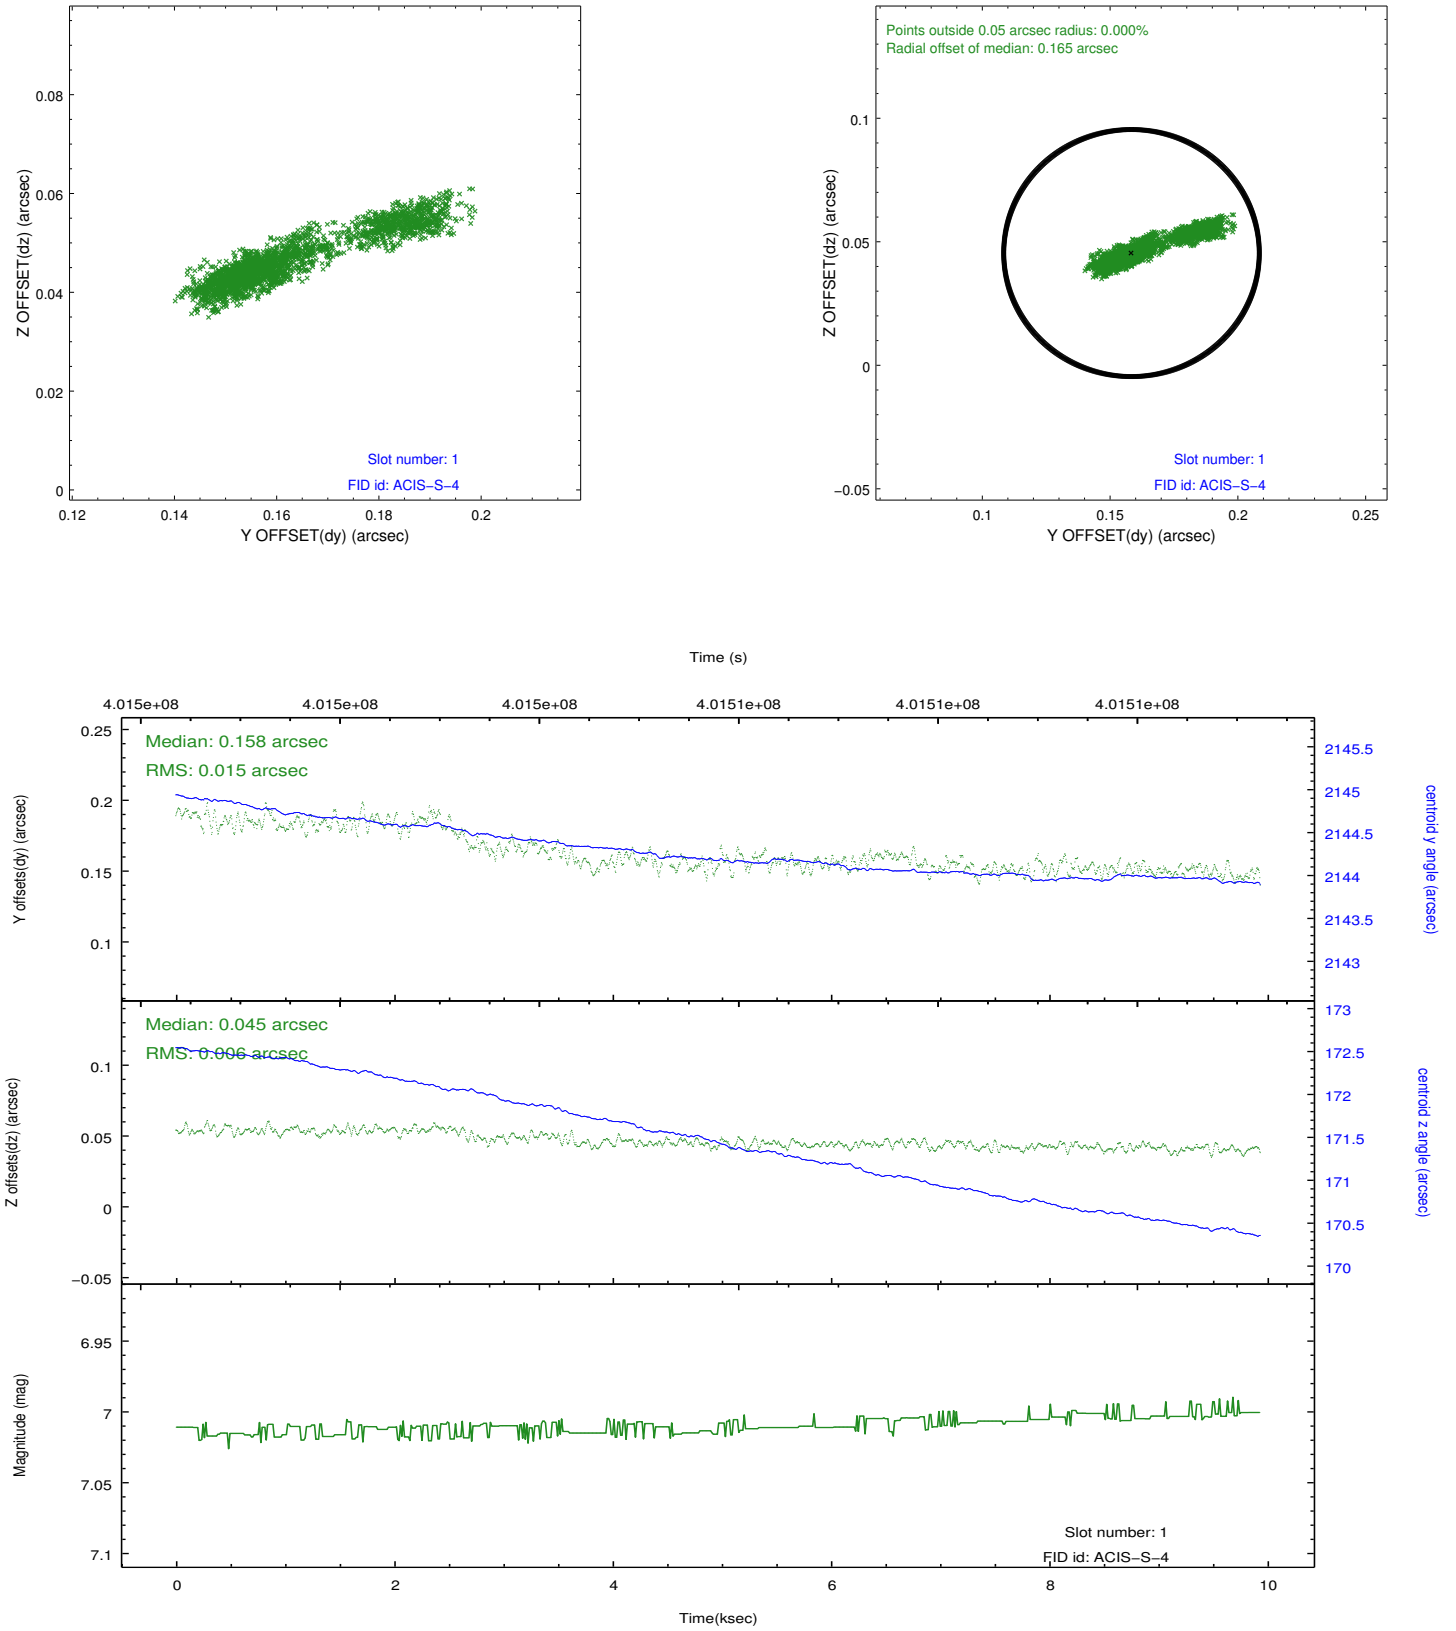 0.08
0.06
0.04
0.02
0
0.12
0.14
0.16
0.18
0.2
Z OFFSET(dz) (arcsec)
Y OFFSET(dy) (arcsec)
Slot number: 1
FID id: ACIS−S−4
Points outside 0.05 arcsec radius: 0.000%
Radial offset of median: 0.165 arcsec
0.1
0.05
0
−0.05
0.1
0.15
0.2
0.25
Z OFFSET(dz) (arcsec)
Y OFFSET(dy) (arcsec)
Slot number: 1
FID id: ACIS−S−4
Time (s)
4.015e+08
4.015e+08
4.015e+08
4.0151e+08
4.0151e+08
4.0151e+08
Median: 0.158 arcsec
RMS: 0.015 arcsec
0.25
0.2
0.15
0.1
Y offsets(dy) (arcsec)
2145.5
2145
2144.5
2144
2143.5
2143
centroid y angle (arcsec)
Median: 0.045 arcsec
RMS: 0.006 arcsec
0.1
0.05
0
−0.05
Z offsets(dz) (arcsec)
173
172.5
172
171.5
171
170.5
170
centroid z angle (arcsec)
6.95
7
7.05
7.1
Magnitude (mag)
Slot number: 1
FID id: ACIS−S−4
0
2
4
6
8
10
Time(ksec)